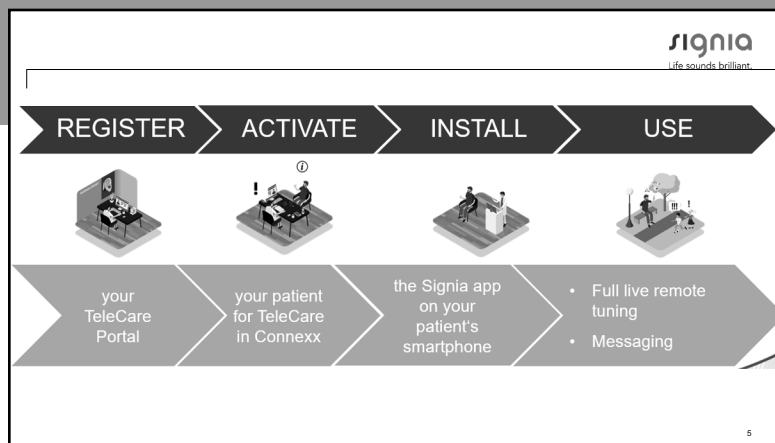 signia
Life sounds brilliant.
REGISTER
ACTIVATE
INSTALL
USE
your
TeleCare
Portal
your patient
for TeleCare
in Connexx
the Signia app
on your
patient's
smartphone
• Full live remote
tuning
• Messaging
5